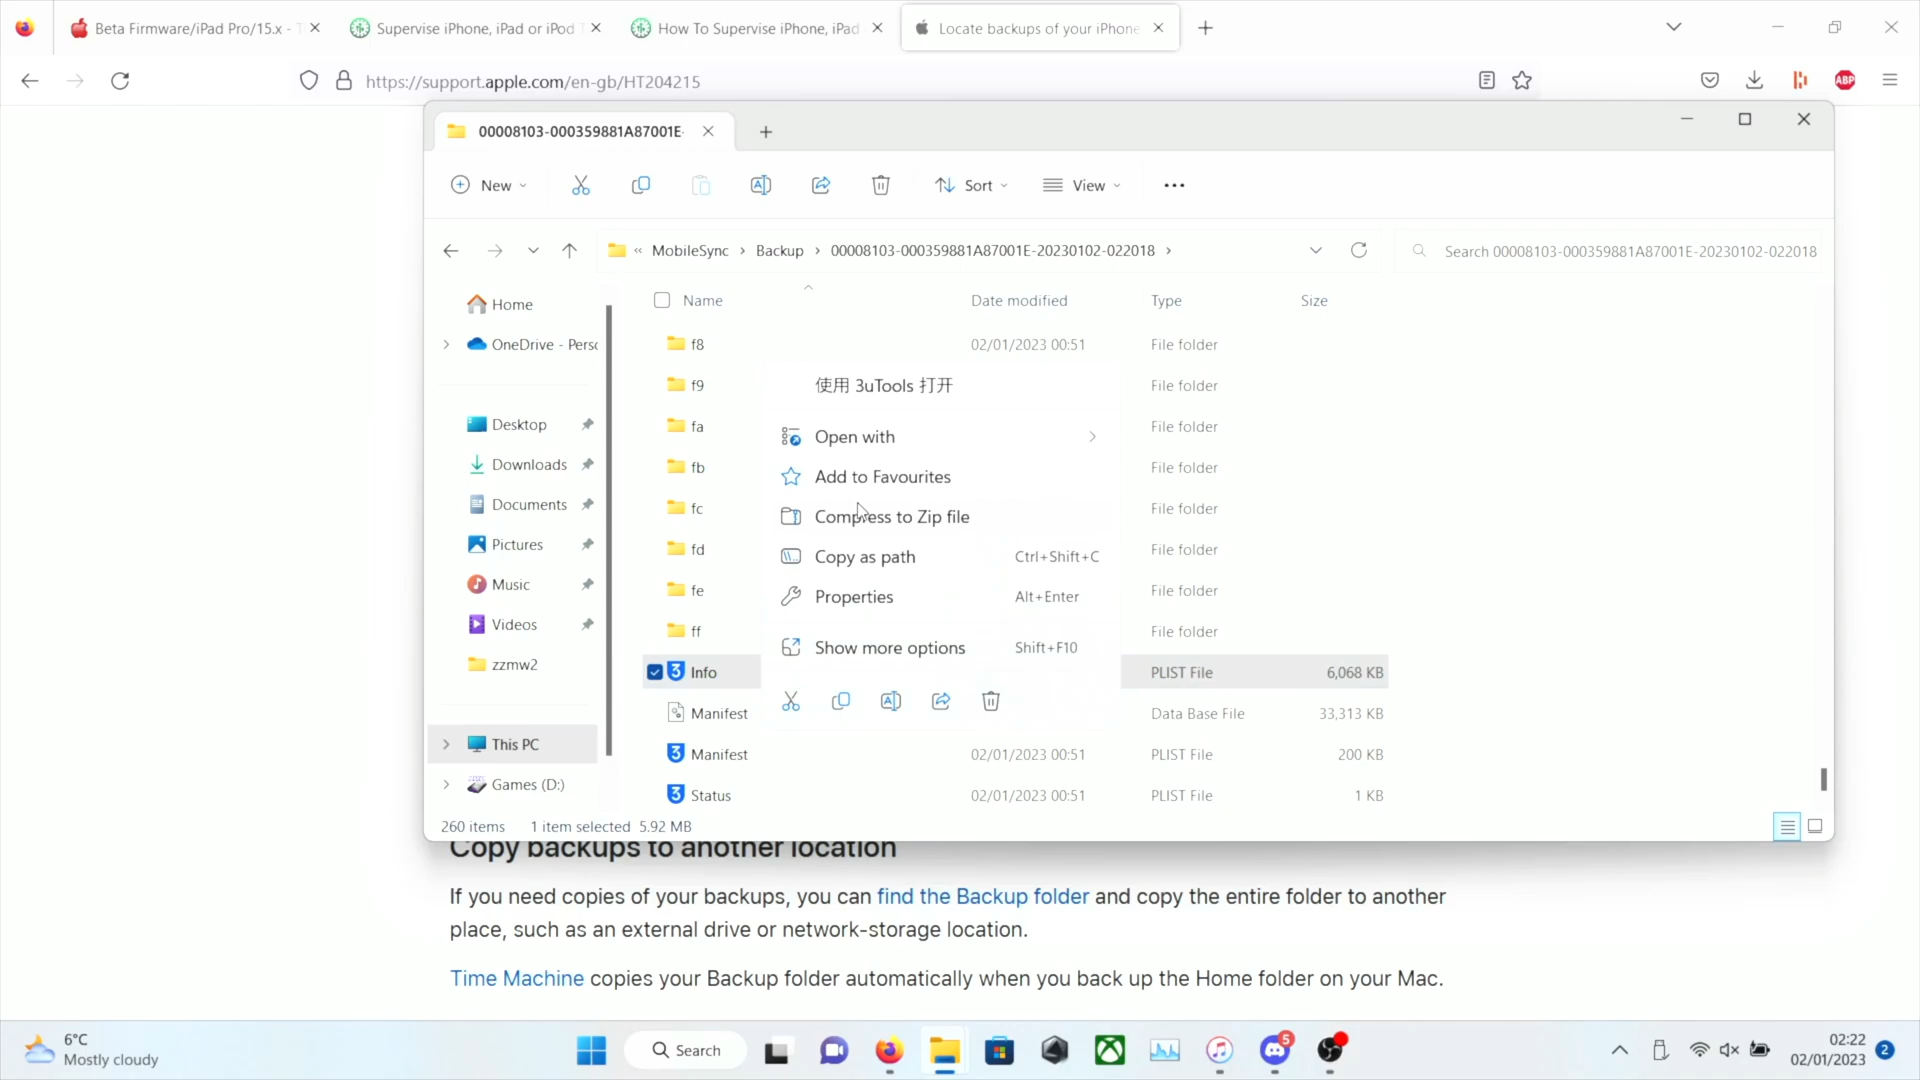 Beta Firmware/iPad Pro/15.x - T
Supervise iPhone, iPad or iPod T
How To Supervise iPhone, iPad
Locate backups of your iPhone
https://support.apple.com/en-gb/HT204215
ABP
00008103-000359881A87001E-
New
Sort
View
« MobileSync > Backup > 00008103-000359881A87001E-20230102-022018 >
Search 00008103-000359881A87001E-20230102-022018
Name Date modified Type Size
Home
OneDrive - Perso
Desktop
Downloads
Documents
Pictures
Music
Videos
zzmw2
This PC
Games (D:)
f8 02/01/2023 00:51 File folder
f9 File folder
fa File folder
fb File folder
fc File folder
fd File folder
fe File folder
ff File folder
Info PLIST File 6,068 KB
Manifest Data Base File 33,313 KB
Manifest 02/01/2023 00:51 PLIST File 200 KB
Status 02/01/2023 00:51 PLIST File 1 KB
使用 3uTools 打开
Open with
Add to Favourites
Compress to Zip file
Copy as path Ctrl+Shift+C
Properties Alt+Enter
Show more options Shift+F10
260 items 1 item selected 5.92 MB
Copy backups to another location
If you need copies of your backups, you can find the Backup folder and copy the entire folder to another
place, such as an external drive or network-storage location.
Time Machine copies your Backup folder automatically when you back up the Home folder on your Mac.
6°C
Mostly cloudy
Search
5
02:22
02/01/2023
2